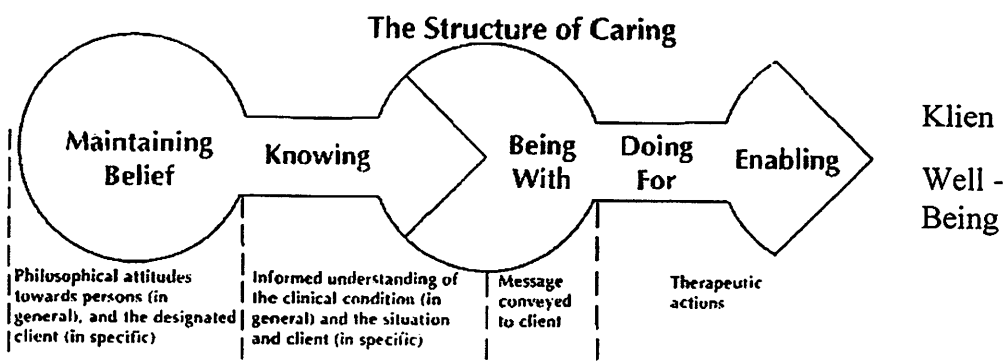 The Structure of Caring
Maintaining
Belief
Knowing
Being
With
Doing
For
Enabling
Klien
Well -
Being
Philosophical attitudes
towards persons (in
general), and the designated
client (in specific)
Informed understanding of
the clinical condition (in
general) and the situation
and client (in specific)
Message
conveyed
to client
Therapeutic
actions